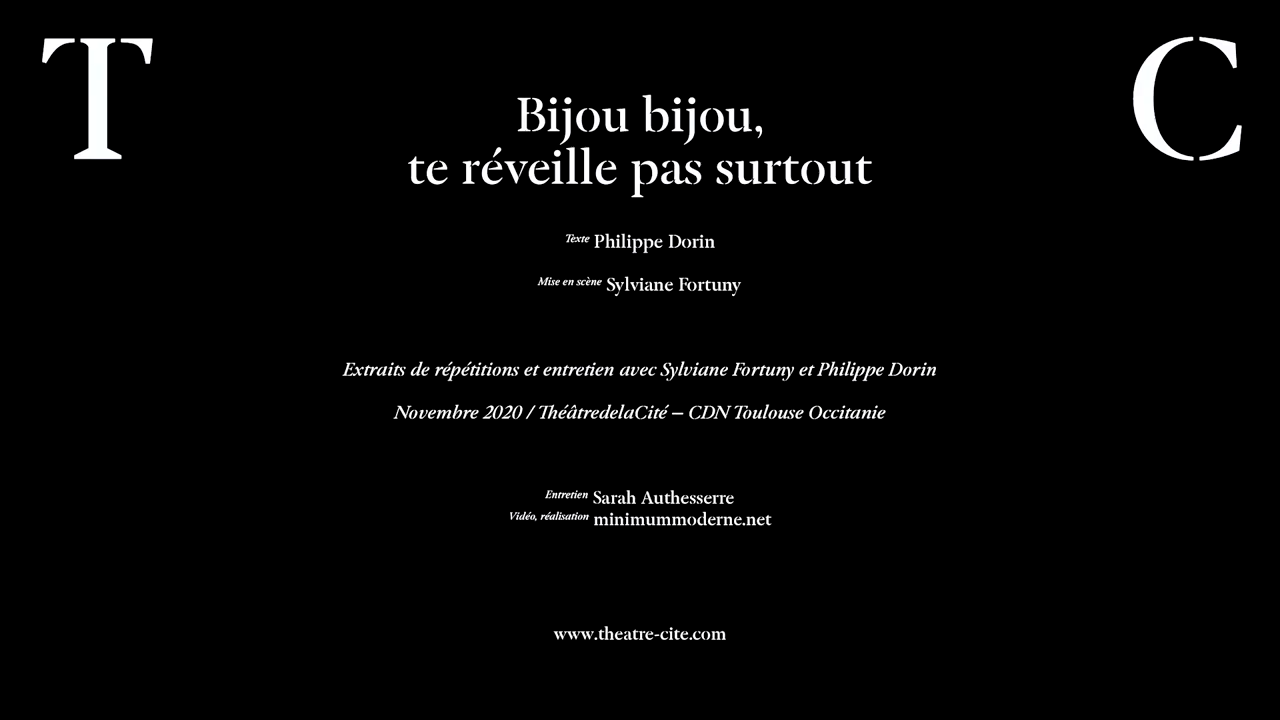 T
C
Bijou bijou,
te réveille pas surtout
Texte Philippe Dorin
Mise en scène Sylviane Fortuny
Extraits de répétitions et entretien avec Sylviane Fortuny et Philippe Dorin
Novembre 2020 / ThéâtredelaCité – CDN Toulouse Occitanie
Entretien Sarah Authesserre
Vidéo, réalisation minimummoderne.net
www.theatre-cite.com